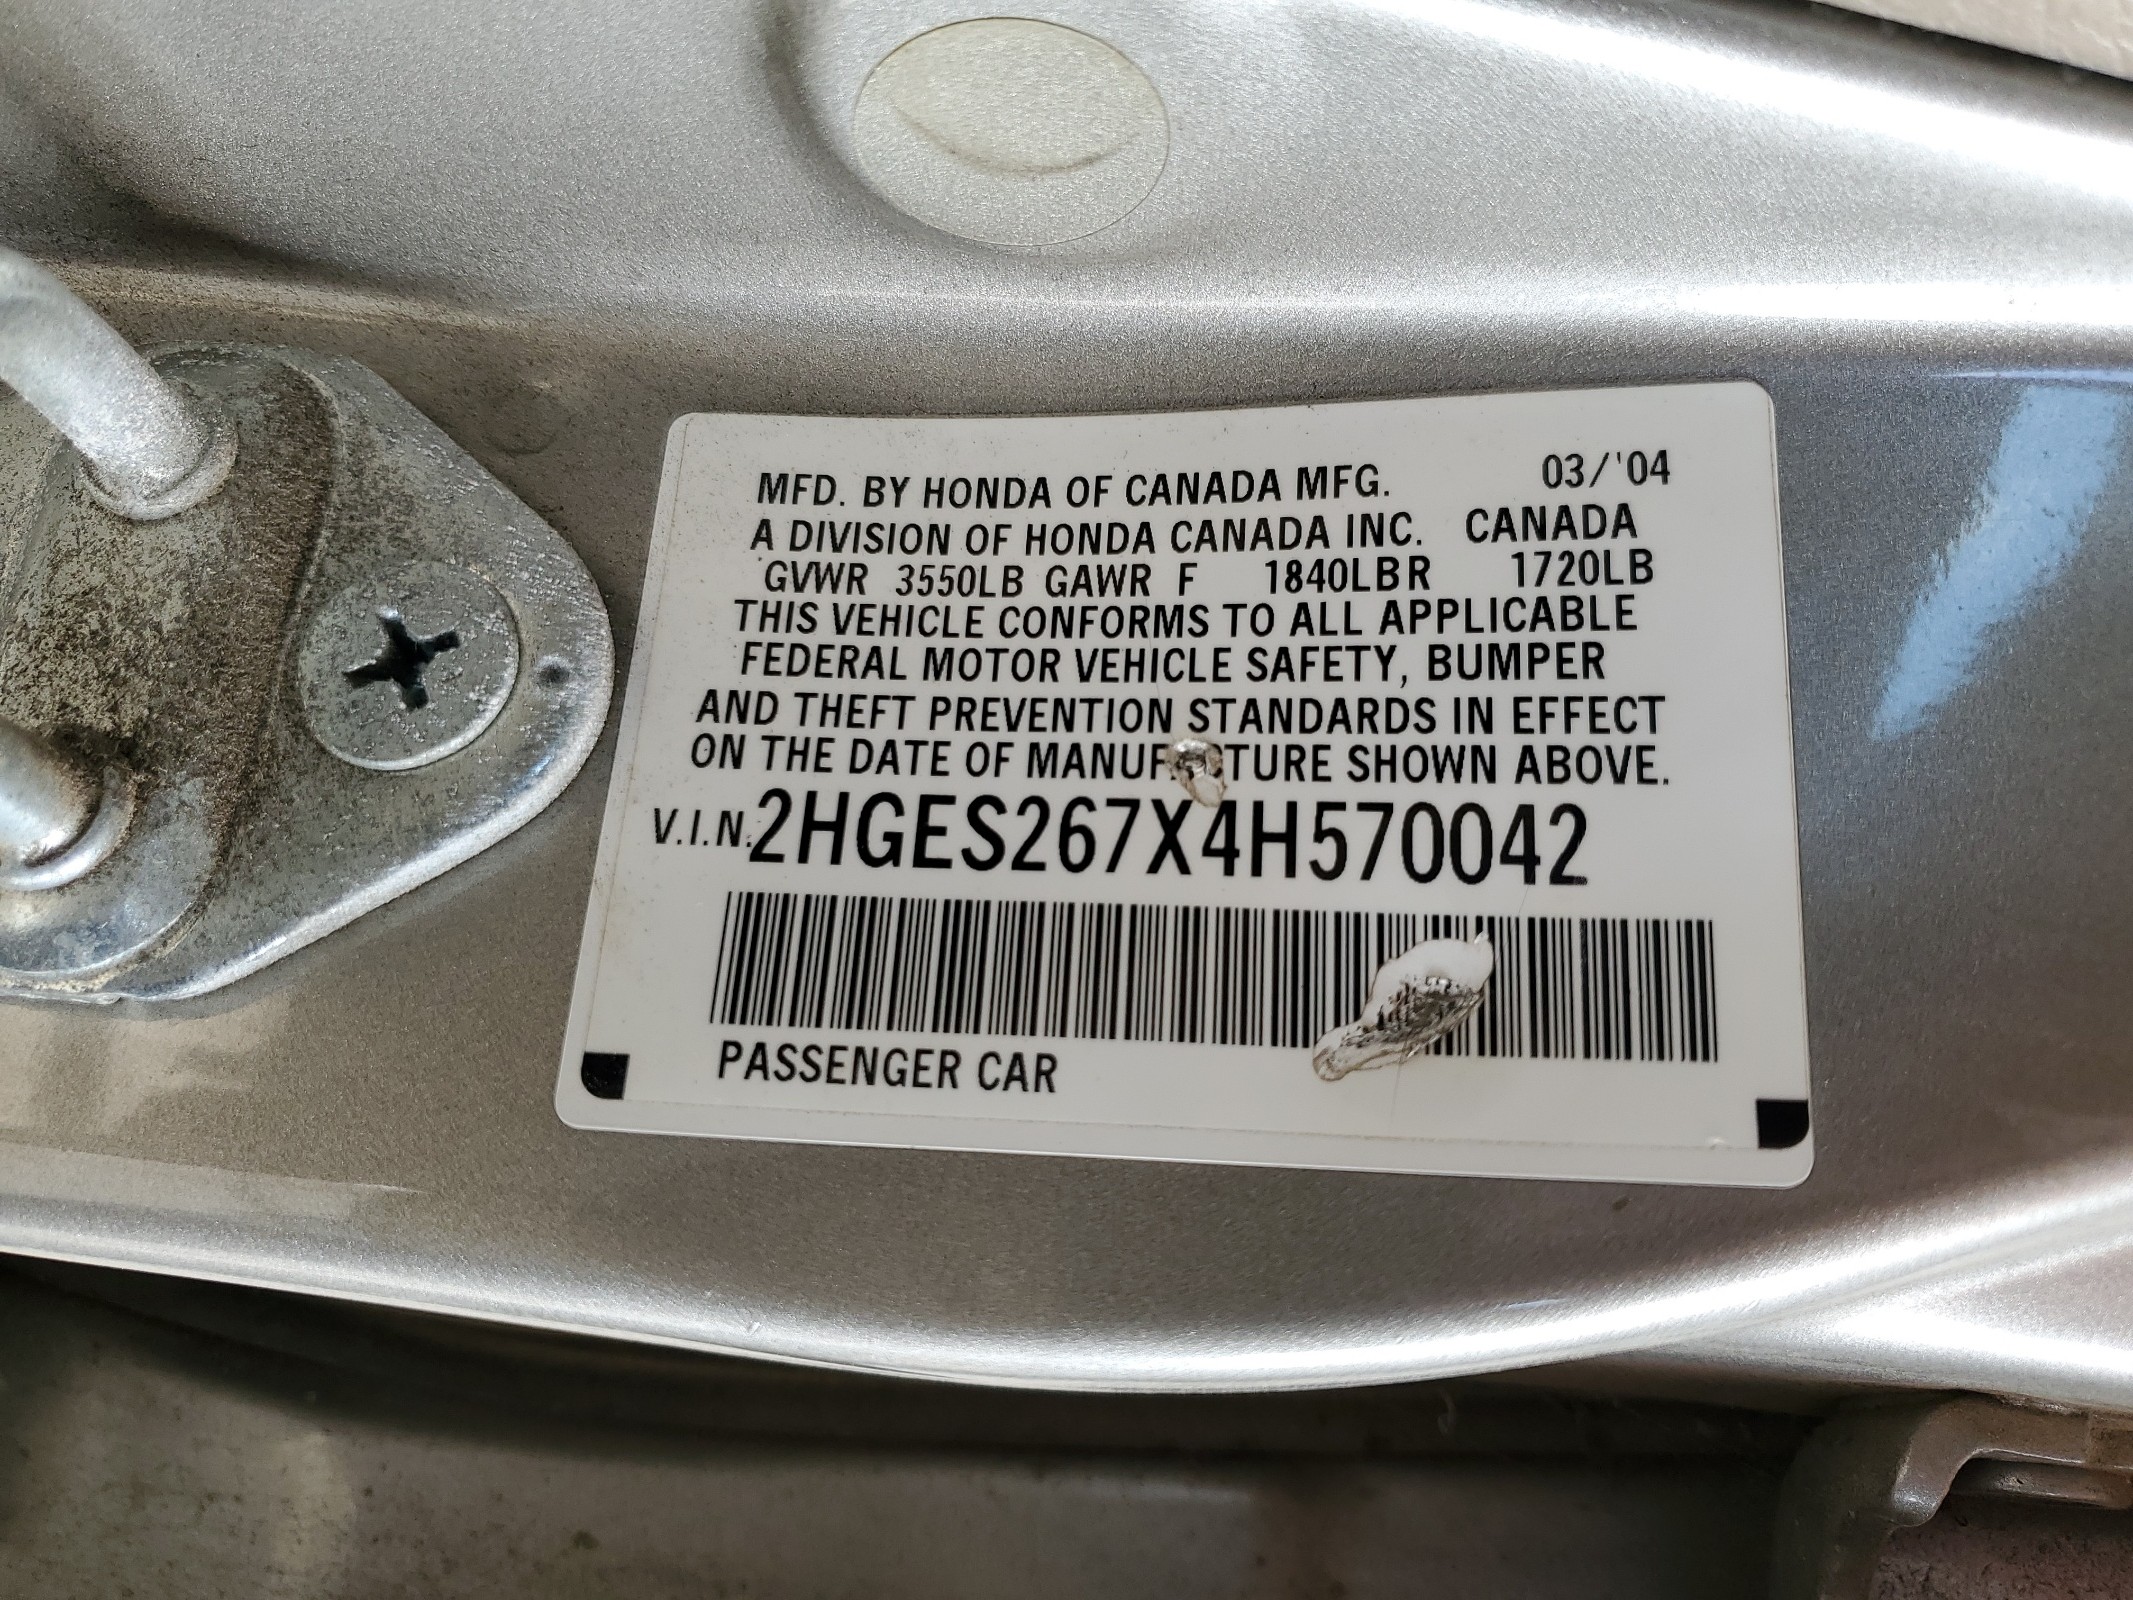 MFD. BY HONDA OF CANADA MFG. 03/'04
A DIVISION OF HONDA CANADA INC. CANADA
GVWR 3550LB GAWR F 1840LBR 1720LB
THIS VEHICLE CONFORMS TO ALL APPLICABLE
FEDERAL MOTOR VEHICLE SAFETY, BUMPER
AND THEFT PREVENTION STANDARDS IN EFFECT
ON THE DATE OF MANUFACTURE SHOWN ABOVE.
V.I.N. 2HGES267X4H570042
PASSENGER CAR